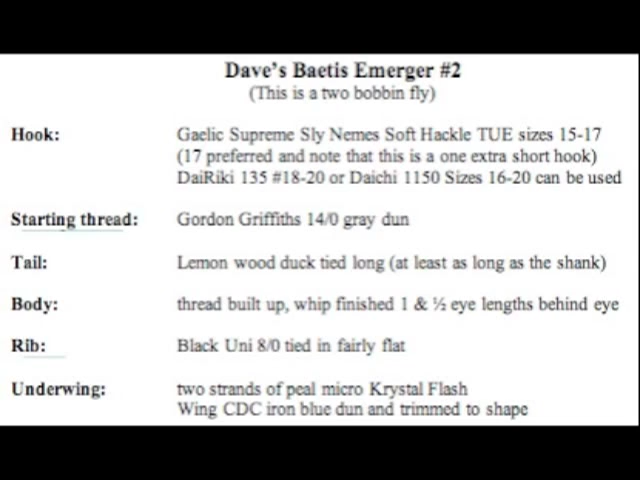 Dave's Baetis Emerger #2
(This is a two bobbin fly)
Hook: Gaelic Supreme Sly Nemes Soft Hackle TUE sizes 15-17
(17 preferred and note that this is a one extra short hook)
DaiRiki 135 #18-20 or Daichi 1150 Sizes 16-20 can be used
Starting thread: Gordon Griffiths 14/0 gray dun
Tail: Lemon wood duck tied long (at least as long as the shank)
Body: thread built up, whip finished 1 & ½ eye lengths behind eye
Rib: Black Uni 8/0 tied in fairly flat
Underwing: two strands of peal micro Krystal Flash
Wing CDC iron blue dun and trimmed to shape